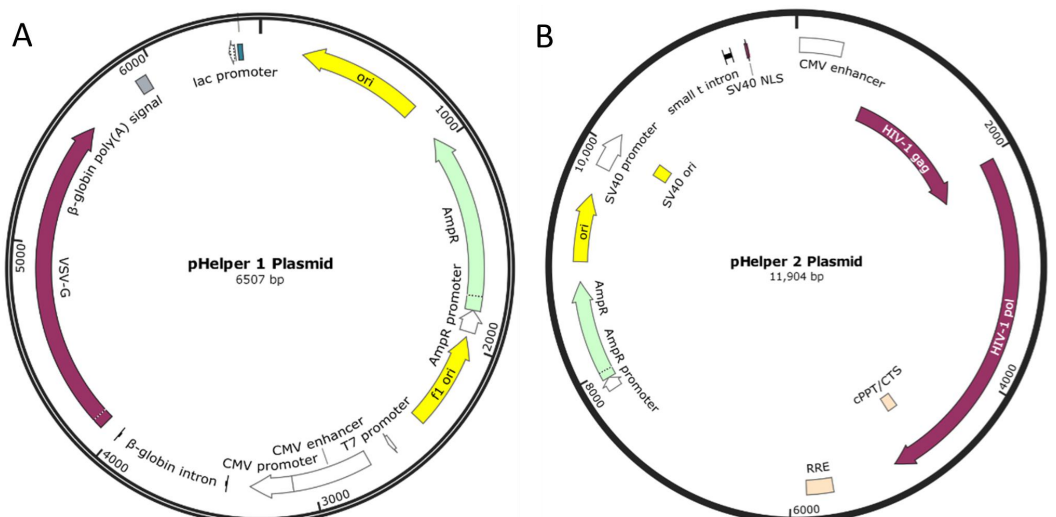 A
6000
lac promoter
ori
1000
β-globin poly(A) signal
AmpR
5000
VSV-G
pHelper 1 Plasmid
6507 bp
AmpR promoter
2000
f1 ori
T7 promoter
CMV enhancer
CMV promoter
3000
β-globin intron
4000
B
CMV enhancer
SV40 NLS
small t intron
2000
HIV-1 gag
10,000
SV40 promoter
SV40 ori
ori
pHelper 2 Plasmid
11,904 bp
HIV-1 pol
AmpR
AmpR promoter
8000
cPPT/CTS
4000
RRE
6000